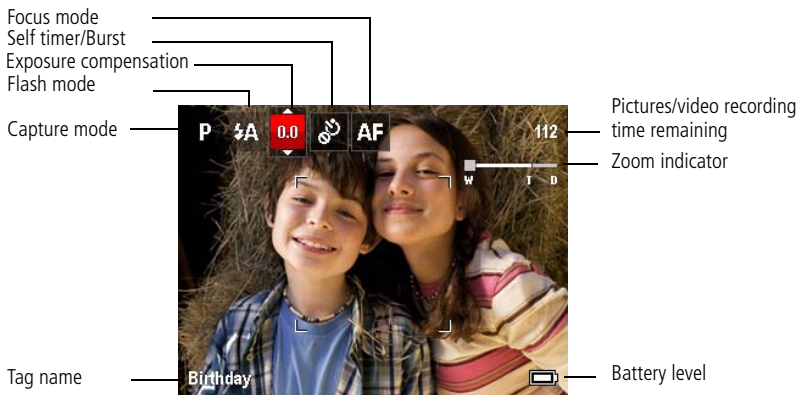 Focus mode
Self timer/Burst
Exposure compensation
Flash mode
Capture mode
P
A
0.0
AF
112
Pictures/video recording
time remaining
Zoom indicator
W
T
D
Tag name
Birthday
Battery level